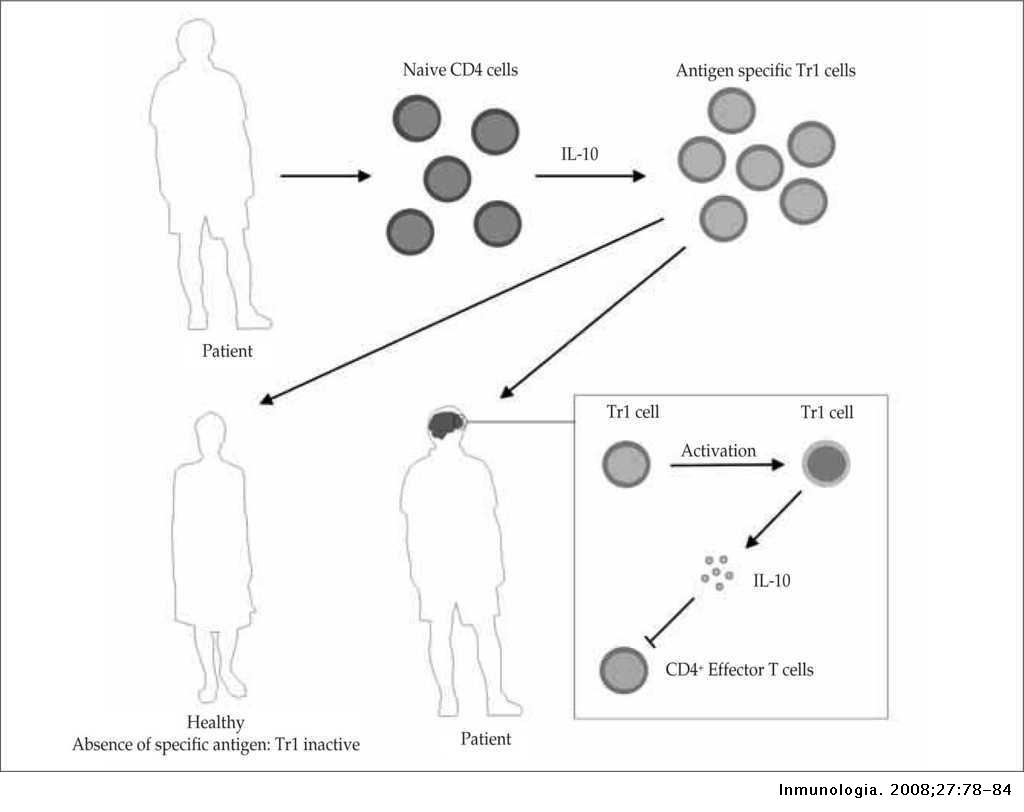 Naive CD4 cells
Antigen specific Tr1 cells
IL-10
Patient
Tr1 cell
Tr1 cell
Activation
IL-10
CD4⁺ Effector T cells
Healthy
Absence of specific antigen: Tr1 inactive
Patient
Inmunologia. 2008;27:78-84